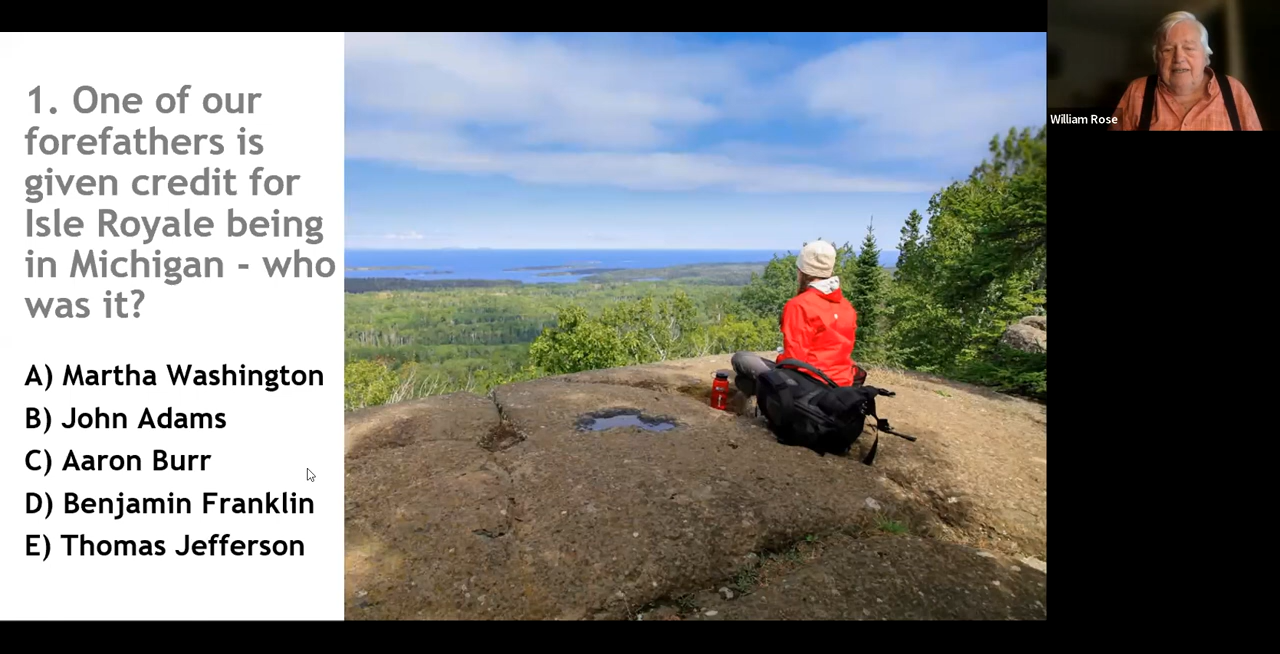 1. One of our
forefathers is
given credit for
Isle Royale being
in Michigan - who
was it?
A) Martha Washington
B) John Adams
C) Aaron Burr
D) Benjamin Franklin
E) Thomas Jefferson
William Rose